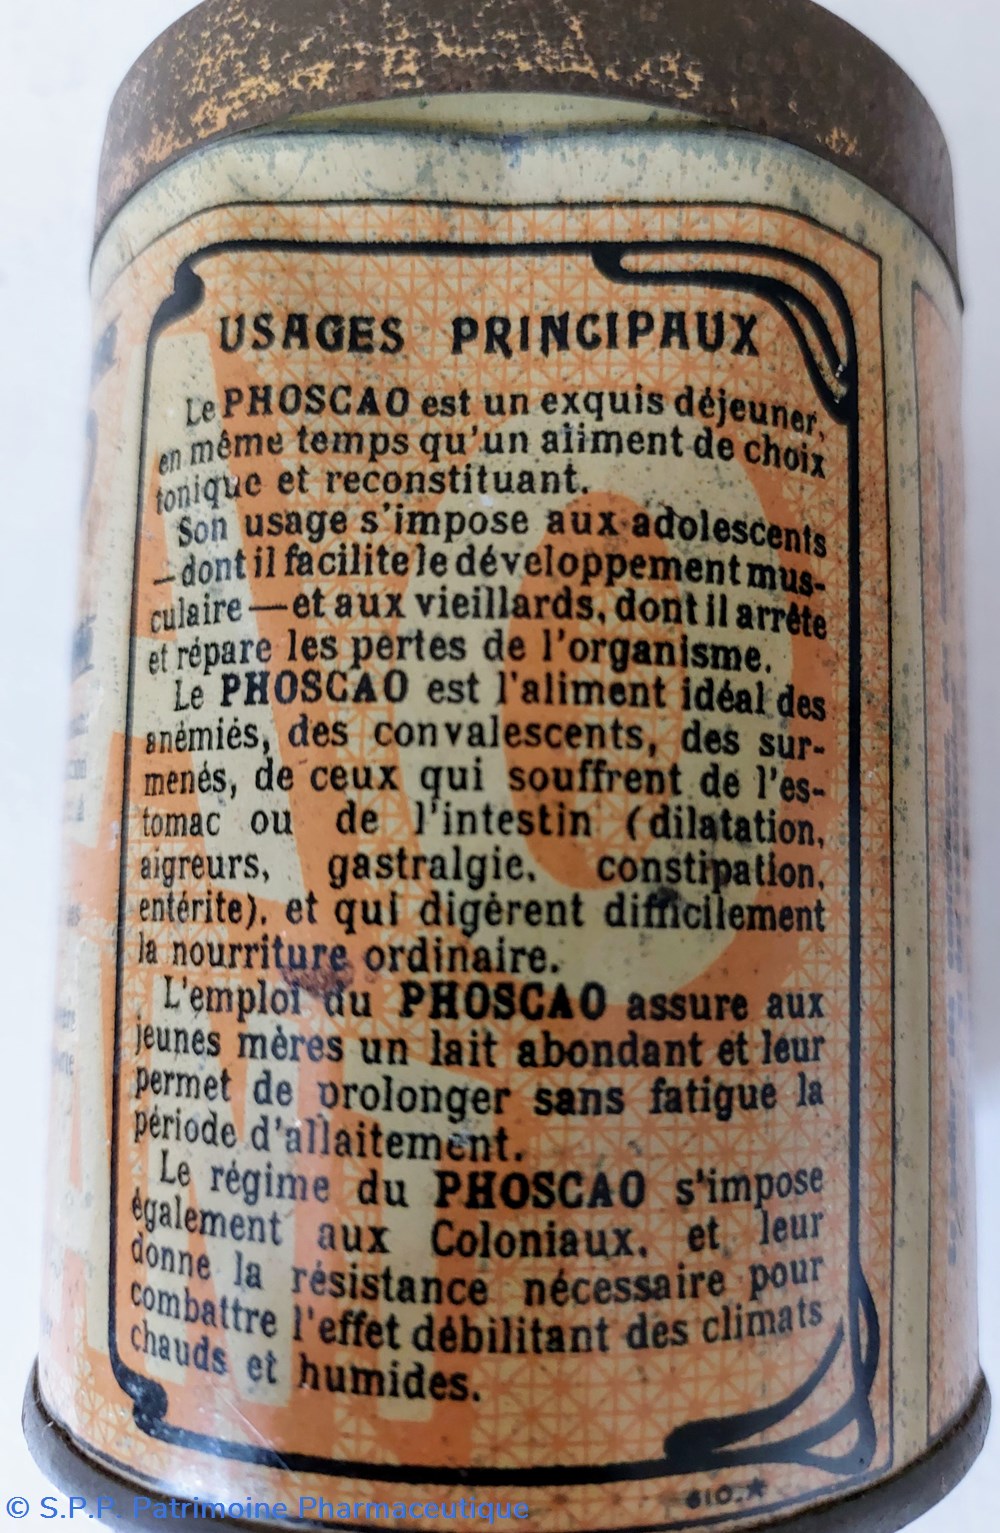 USAGES PRINCIPAUX
Le PHOSCAO est un exquis déjeuner,
en même temps qu'un aliment de choix
tonique et reconstituant.
Son usage s'impose aux adolescents
—dont il facilite le développement mus-
culaire—et aux vieillards, dont il arrête
et répare les pertes de l'organisme.
Le PHOSCAO est l'aliment idéal des
anémiés, des convalescents, des sur-
menés, de ceux qui souffrent de l'es-
tomac ou de l'intestin (dilatation,
aigreurs, gastralgie, constipation,
entérite), et qui digèrent difficilement
la nourriture ordinaire.
L'emploi du PHOSCAO assure aux
jeunes mères un lait abondant et leur
permet de prolonger sans fatigue la
période d'allaitement.
Le régime du PHOSCAO s'impose
également aux Coloniaux, et leur
donne la résistance nécessaire pour
combattre l'effet débilitant des climats
chauds et humides.
610.★
© S.P.P. Patrimoine Pharmaceutique